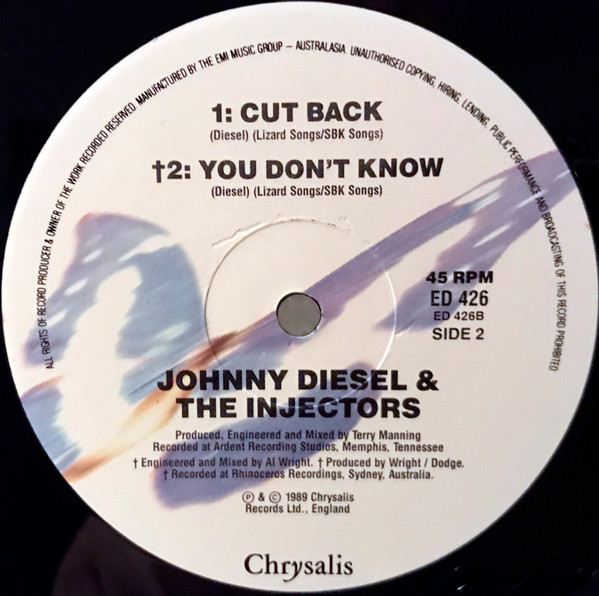 ALL RIGHTS OF RECORD PRODUCER & OWNER OF THE WORK RECORDED RESERVED. MANUFACTURED BY THE EMI MUSIC GROUP – AUSTRALASIA. UNAUTHORISED COPYING, HIRING, LENDING, PUBLIC PERFORMANCE AND BROADCASTING OF THIS RECORD PROHIBITED
1: CUT BACK
(Diesel) (Lizard Songs/SBK Songs)
†2: YOU DON'T KNOW
(Diesel) (Lizard Songs/SBK Songs)
45 RPM
ED 426
ED 426B
SIDE 2
JOHNNY DIESEL &
THE INJECTORS
Produced, Engineered and Mixed by Terry Manning
Recorded at Ardent Recording Studios, Memphis, Tennessee
† Engineered and Mixed by Al Wright. † Produced by Wright / Dodge.
† Recorded at Rhinoceros Recordings, Sydney, Australia.
Ⓟ & © 1989 Chrysalis
Records Ltd., England
Chrysalis